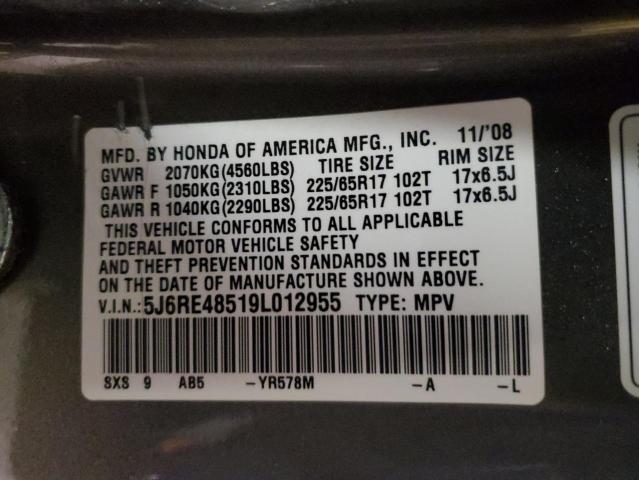 MFD. BY HONDA OF AMERICA MFG., INC. 11/'08
GVWR 2070KG(4560LBS) TIRE SIZE RIM SIZE
GAWR F 1050KG(2310LBS) 225/65R17 102T 17x6.5J
GAWR R 1040KG(2290LBS) 225/65R17 102T 17x6.5J
THIS VEHICLE CONFORMS TO ALL APPLICABLE
FEDERAL MOTOR VEHICLE SAFETY
AND THEFT PREVENTION STANDARDS IN EFFECT
ON THE DATE OF MANUFACTURE SHOWN ABOVE.
V.I.N.:5J6RE48519L012955 TYPE: MPV
SXS 9 AB5 -YR578M -A -L